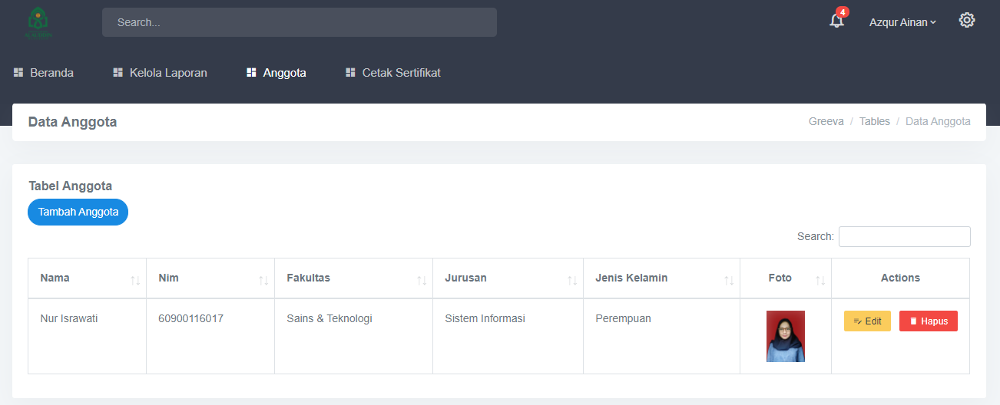 Search...
4
Azqur Ainan
Beranda
Kelola Laporan
Anggota
Cetak Sertifikat
Data Anggota
Greeva / Tables / Data Anggota
Tabel Anggota
Tambah Anggota
Search:
Nama Nim Fakultas Jurusan Jenis Kelamin Foto Actions
Nur Israwati 60900116017 Sains & Teknologi Sistem Informasi Perempuan Edit Hapus